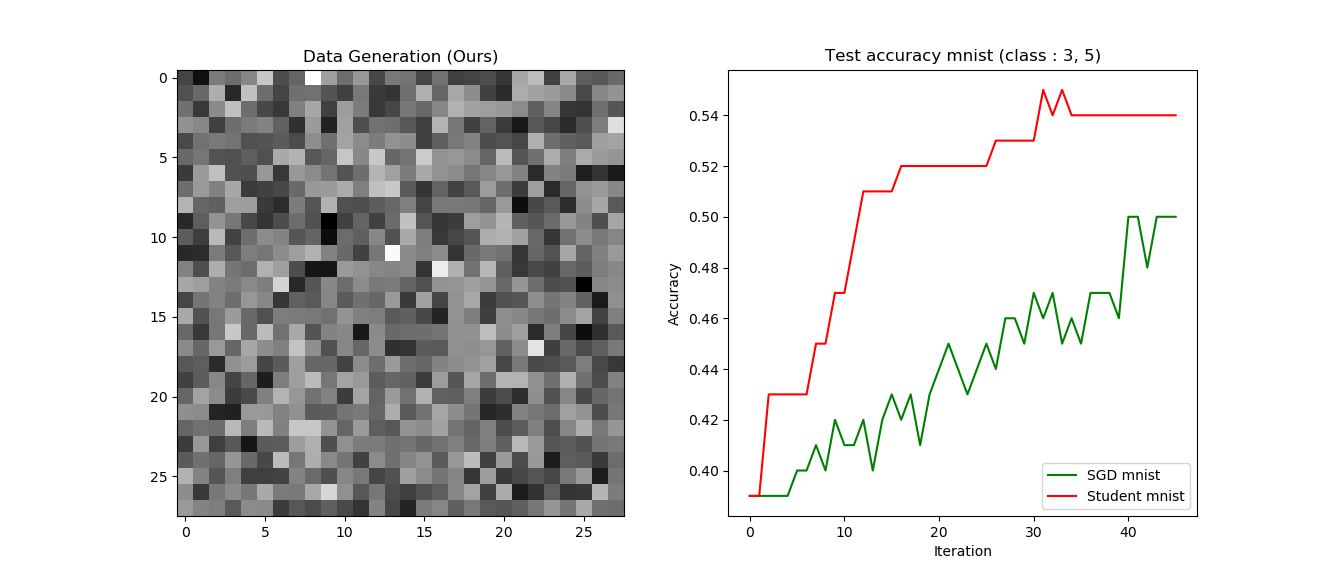 Data Generation (Ours)
0
5
10
15
20
25
0 5 10 15 20 25
Test accuracy mnist (class : 3, 5)
Accuracy
0.54
0.52
0.50
0.48
0.46
0.44
0.42
0.40
SGD mnist
Student mnist
0 10 20 30 40
Iteration